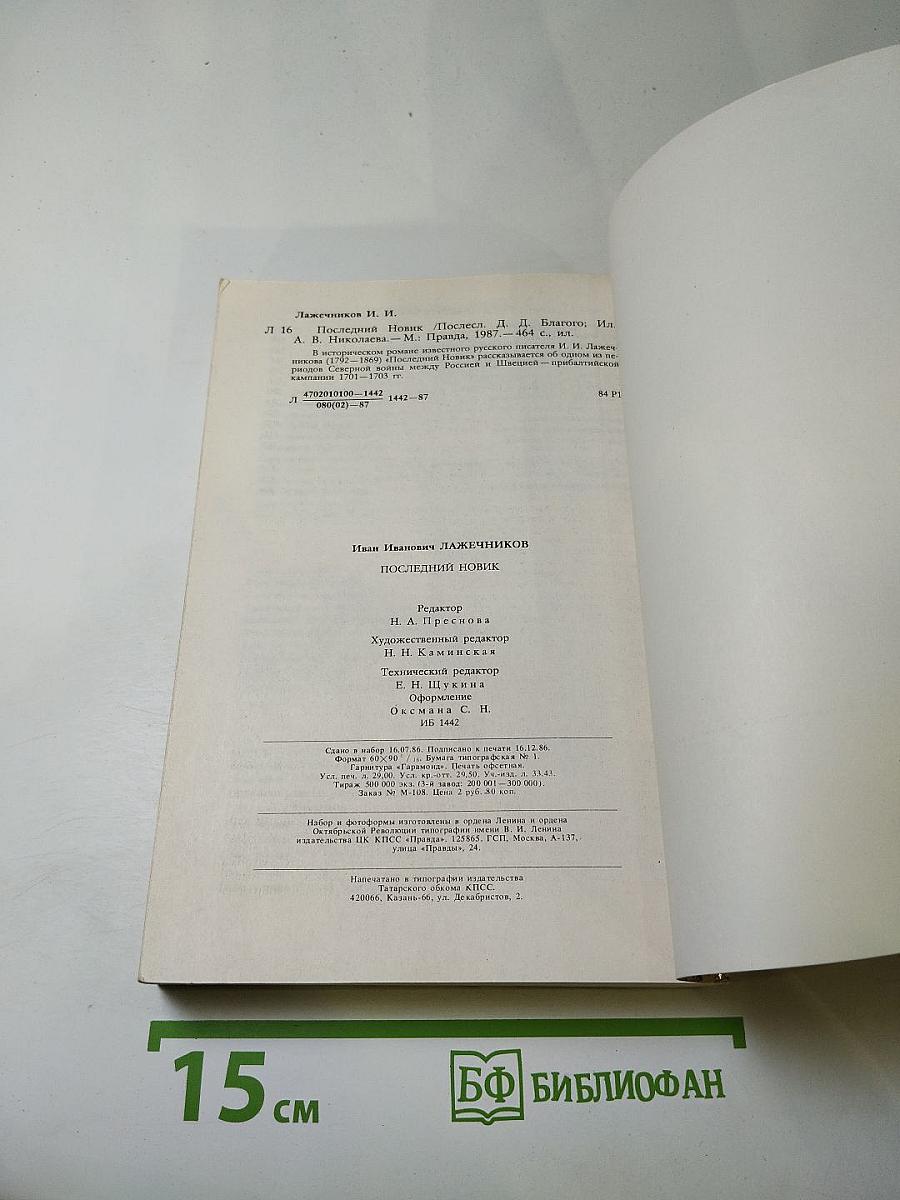 Лажечников И. И.
Л 16 Последний Новик /Послесл. Д. Д. Благого; Ил.
А. В. Николаева.— М.: Правда, 1987.— 464 с., ил.
В историческом романе известного русского писателя И. И. Лажеч-
никова (1792—1869) «Последний Новик» рассказывается об одном из пе-
риодов Северной войны между Россией и Швецией — прибалтийской
кампании 1701—1703 гг.
Л 4702010100—1442 1442—87 84 Р1
080(02)—87
Иван Иванович ЛАЖЕЧНИКОВ
ПОСЛЕДНИЙ НОВИК
Редактор
Н. А. Преснова
Художественный редактор
Н. Н. Каминская
Технический редактор
Е. Н. Щукина
Оформление
Оксмана С. Н.
ИБ 1442
Сдано в набор 16.07.86. Подписано к печати 16.12.86.
Формат 60×90 1/16. Бумага типографская № 1.
Гарнитура «Гарамонд». Печать офсетная.
Усл. печ. л. 29,00. Усл. кр.-отт. 29,50. Уч.-изд. л. 33,43.
Тираж 500 000 экз. (3-й завод: 200 001—300 000).
Заказ № М-108. Цена 2 руб. 80 коп.
Набор и фотоформы изготовлены в ордена Ленина и ордена
Октябрьской Революции типографии имени В. И. Ленина
издательства ЦК КПСС «Правда». 125865, ГСП, Москва, А-137,
улица «Правды», 24.
Напечатано в типографии издательства
Татарского обкома КПСС.
420066, Казань-66, ул. Декабристов, 2.
15 см
БФ БИБЛИОФАН